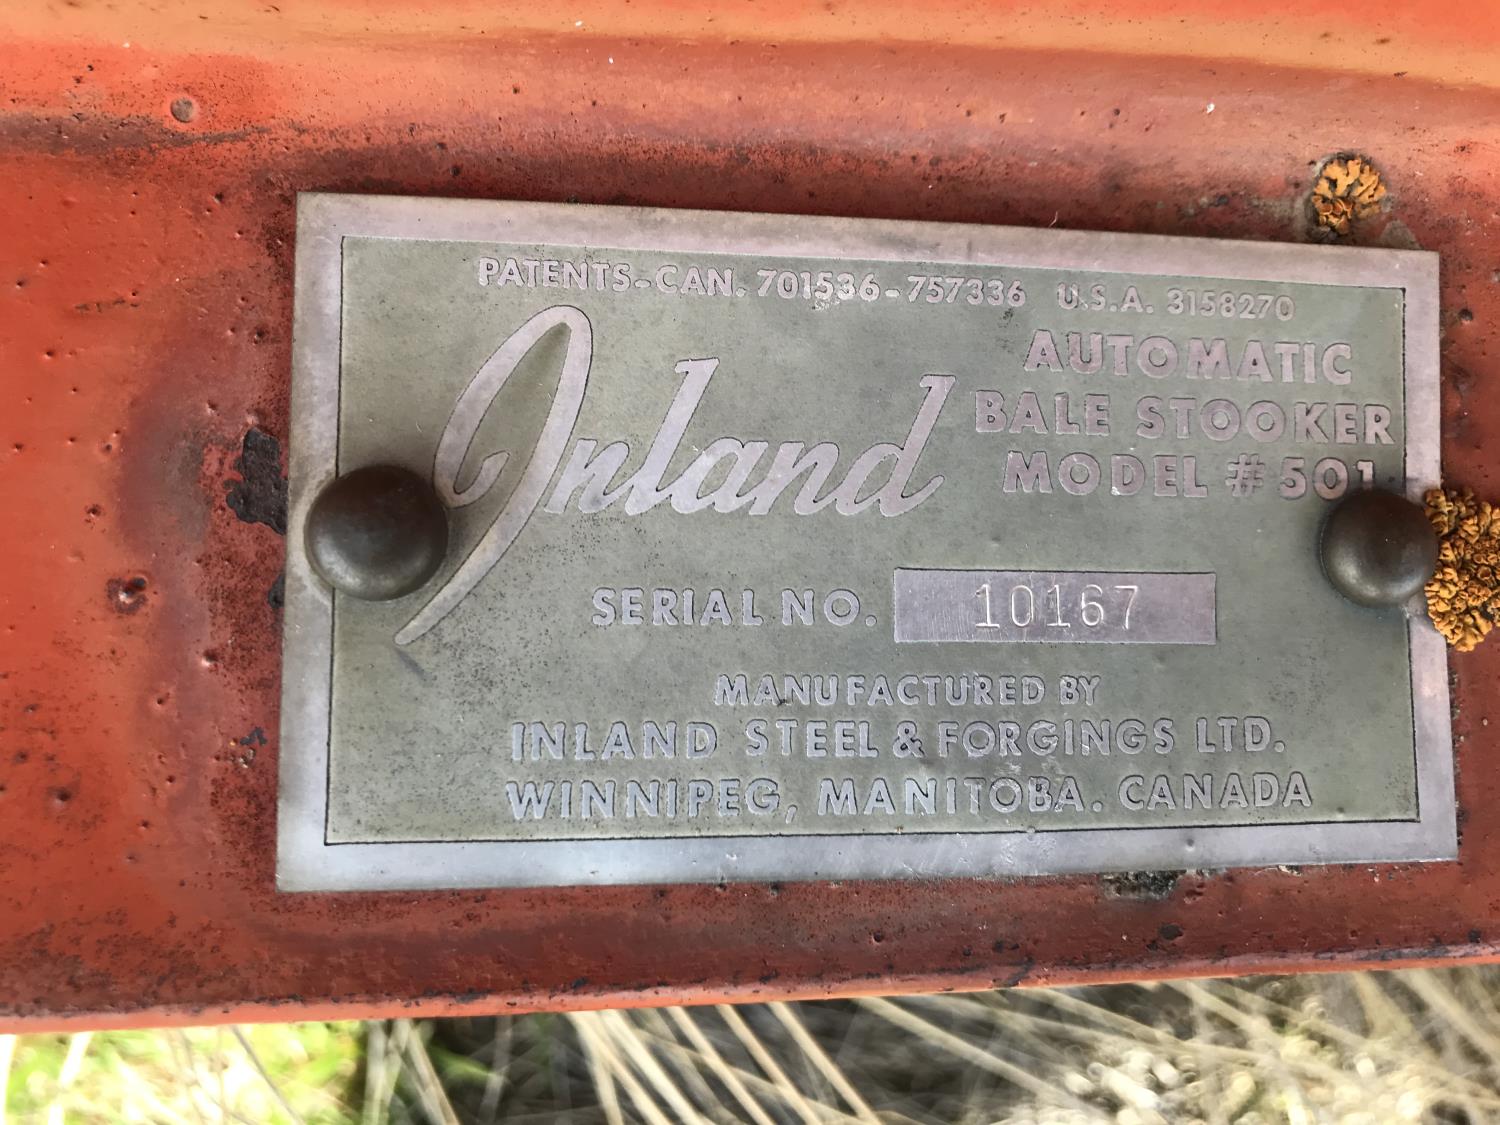 PATENTS-CAN. 701536-757336 U.S.A. 3158270
Inland
AUTOMATIC
BALE STOOKER
MODEL #501
SERIAL NO. 10167
MANUFACTURED BY
INLAND STEEL & FORGINGS LTD.
WINNIPEG, MANITOBA. CANADA